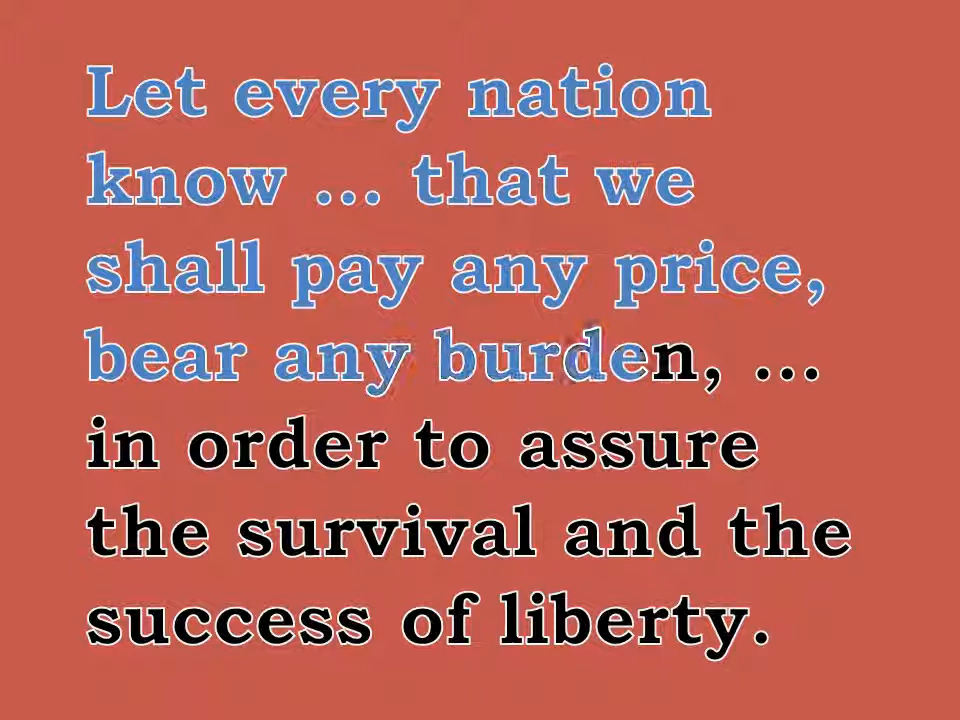 Let every nation
know ... that we
shall pay any price,
bear any burden, ...
in order to assure
the survival and the
success of liberty.